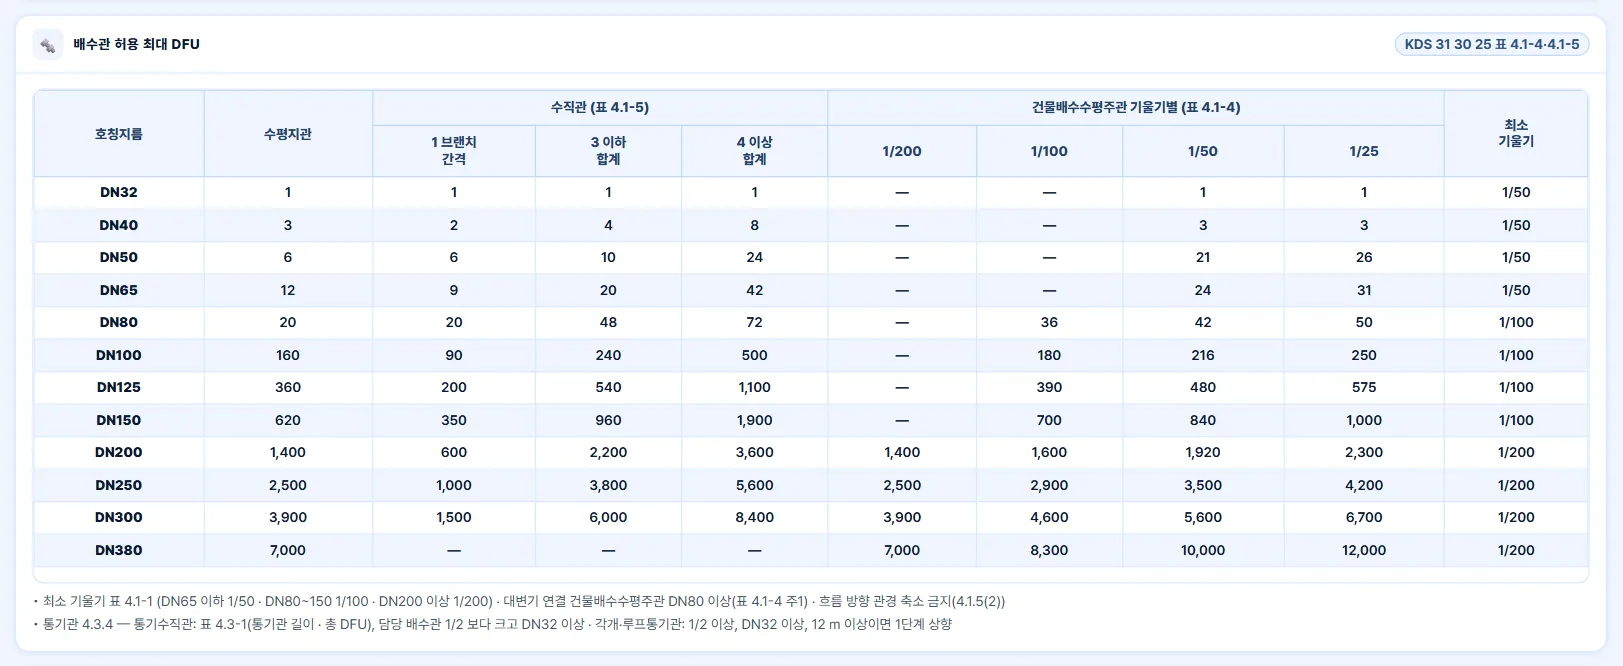 배수관 허용 최대 DFU
KDS 31 30 25 표 4.1-4·4.1-5
호칭지름 수평지관 수직관 (표 4.1-5) 건물배수수평주관 기울기별 (표 4.1-4) 최소 기울기
1 브랜치 간격 3 이하 합계 4 이상 합계 1/200 1/100 1/50 1/25
DN32 1 1 1 1 — — 1 1 1/50
DN40 3 2 4 8 — — 3 3 1/50
DN50 6 6 10 24 — — 21 26 1/50
DN65 12 9 20 42 — — 24 31 1/50
DN80 20 20 48 72 — 36 42 50 1/100
DN100 160 90 240 500 — 180 216 250 1/100
DN125 360 200 540 1,100 — 390 480 575 1/100
DN150 620 350 960 1,900 — 700 840 1,000 1/100
DN200 1,400 600 2,200 3,600 1,400 1,600 1,920 2,300 1/200
DN250 2,500 1,000 3,800 5,600 2,500 2,900 3,500 4,200 1/200
DN300 3,900 1,500 6,000 8,400 3,900 4,600 5,600 6,700 1/200
DN380 7,000 — — — 7,000 8,300 10,000 12,000 1/200
• 최소 기울기 표 4.1-1 (DN65 이하 1/50 · DN80~150 1/100 · DN200 이상 1/200) · 대변기 연결 건물배수수평주관 DN80 이상(표 4.1-4 주1) · 흐름 방향 관경 축소 금지(4.1.5(2))
• 통기관 4.3.4 — 통기수직관: 표 4.3-1(통기관 길이 · 총 DFU), 담당 배수관 1/2 보다 크고 DN32 이상 · 각개·루프통기관: 1/2 이상, DN32 이상, 12 m 이상이면 1단계 상향